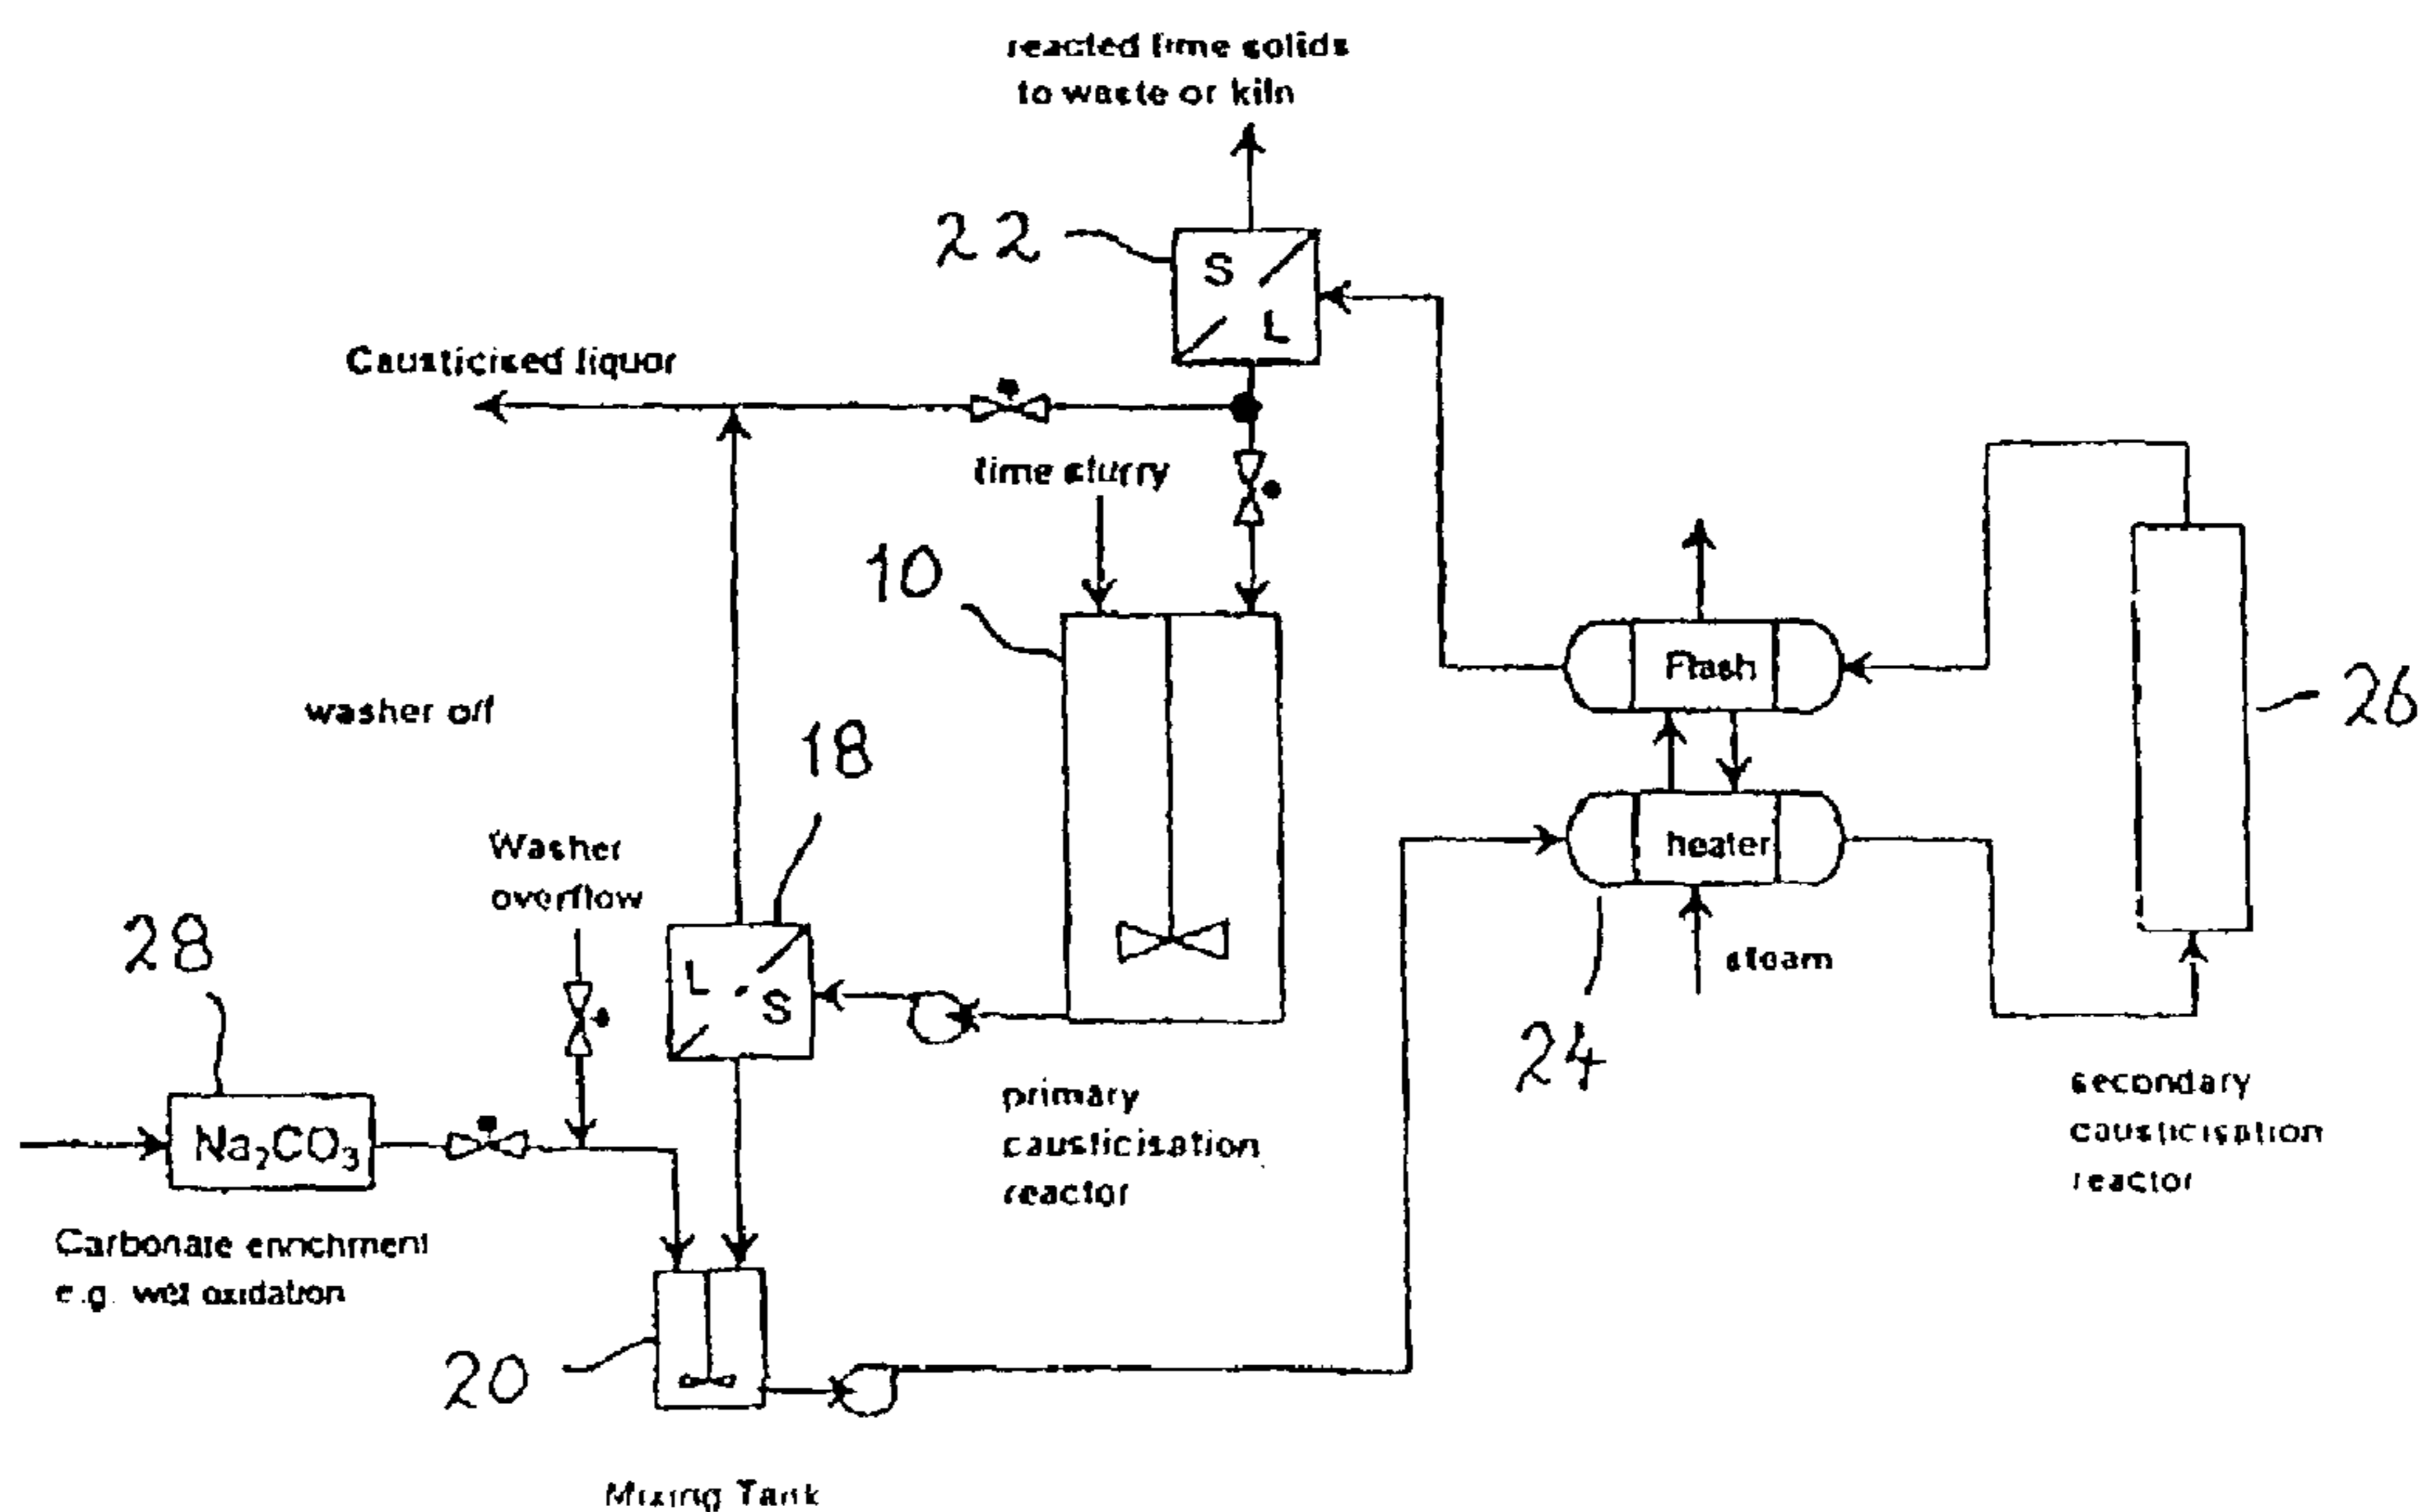 reacted lime solids
to waste or kiln
22
S
L
Causticised liquor
lime slurry
10
Flash
26
washer off
18
Washer
overflow
heater
28
L
S
steam
24
Na₂CO₃
primary
causticisation
reactor
secondary
causticisation
reactor
Carbonate enrichment
e.g. wet oxidation
20
Mixing Tank